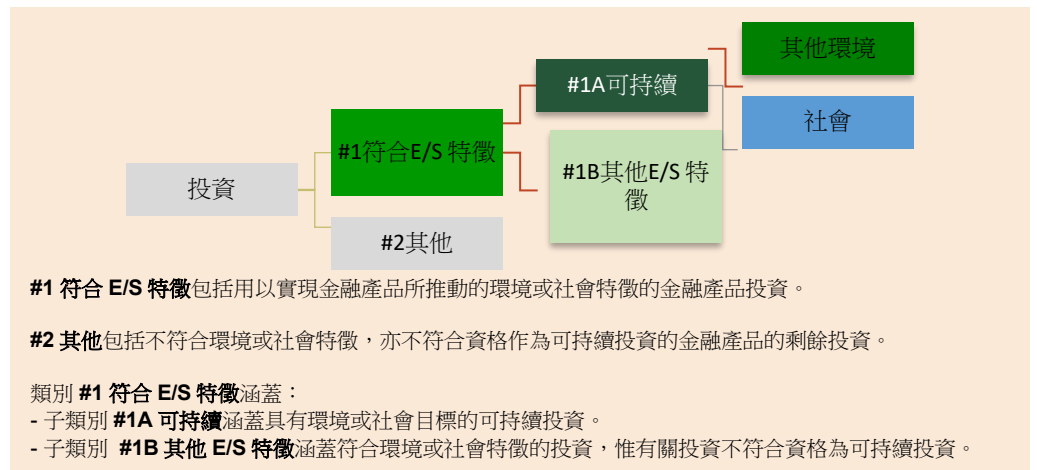 其他環境
#1A可持續
社會
#1符合E/S 特徵
#1B其他E/S 特
徵
投資
#2其他
#1 符合 E/S 特徵包括用以實現金融產品所推動的環境或社會特徵的金融產品投資。
#2 其他包括不符合環境或社會特徵，亦不符合資格作為可持續投資的金融產品的剩餘投資。
類別 #1 符合 E/S 特徵涵蓋：
- 子類別 #1A 可持續涵蓋具有環境或社會目標的可持續投資。
- 子類別 #1B 其他 E/S 特徵涵蓋符合環境或社會特徵的投資，惟有關投資不符合資格為可持續投資。